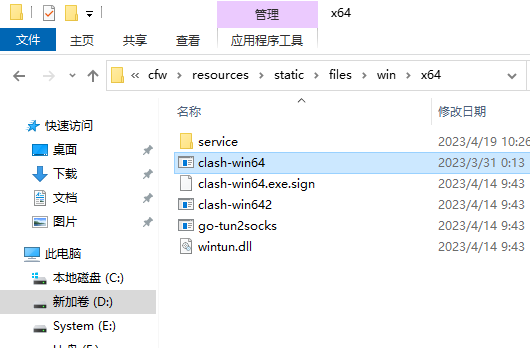 管理 x64
文件 主页 共享 查看 应用程序工具
« cfw › resources › static › files › win › x64
名称 修改日期
快速访问
桌面
下载
文档
图片
此电脑
本地磁盘 (C:)
新加卷 (D:)
System (E:)
service 2023/4/19 10:26
clash-win64 2023/3/31 0:13
clash-win64.exe.sign 2023/4/14 9:43
clash-win642 2023/4/14 9:43
go-tun2socks 2023/4/14 9:43
wintun.dll 2023/4/14 9:43